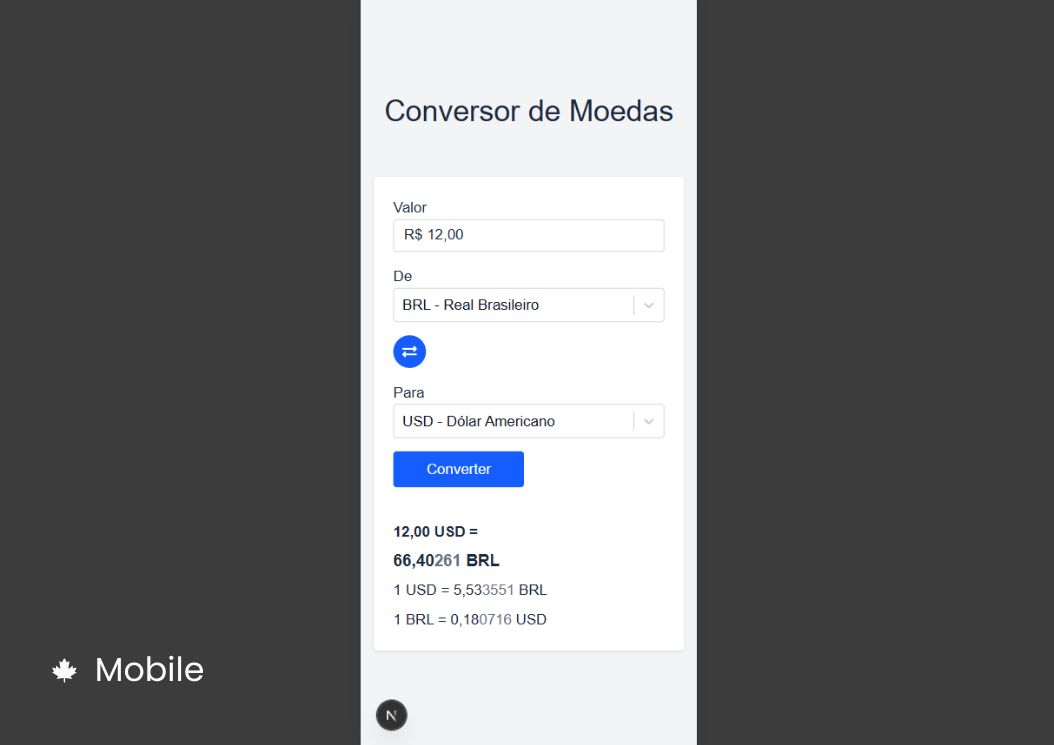 Conversor de Moedas
Valor
R$ 12,00
De
BRL - Real Brasileiro
Para
USD - Dólar Americano
Converter
12,00 USD =
66,40261 BRL
1 USD = 5,533551 BRL
1 BRL = 0,180716 USD
Mobile
N